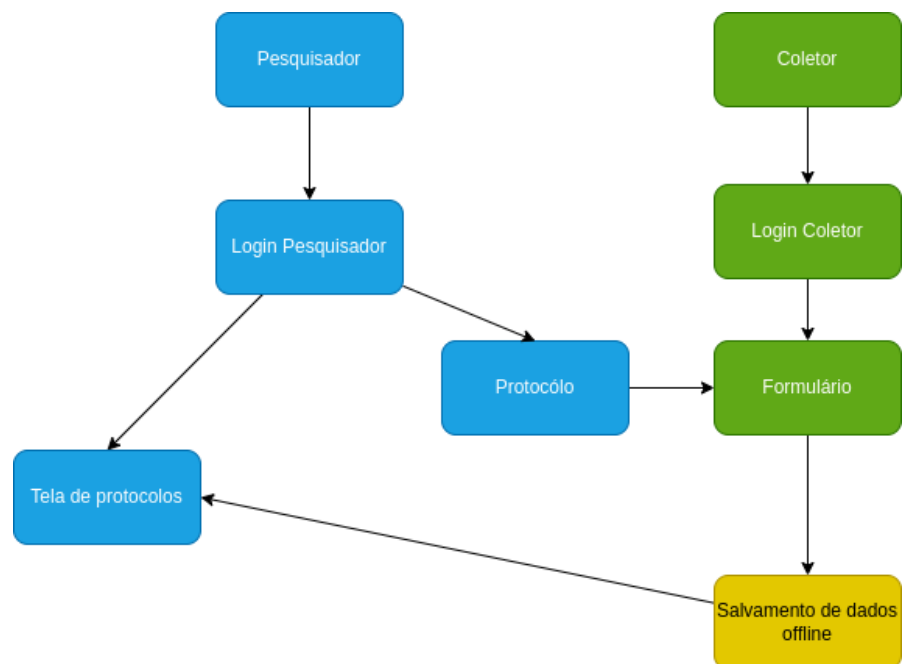 Pesquisador
Coletor
Login Pesquisador
Login Coletor
Protocólo
Formulário
Tela de protocolos
Salvamento de dados
offline